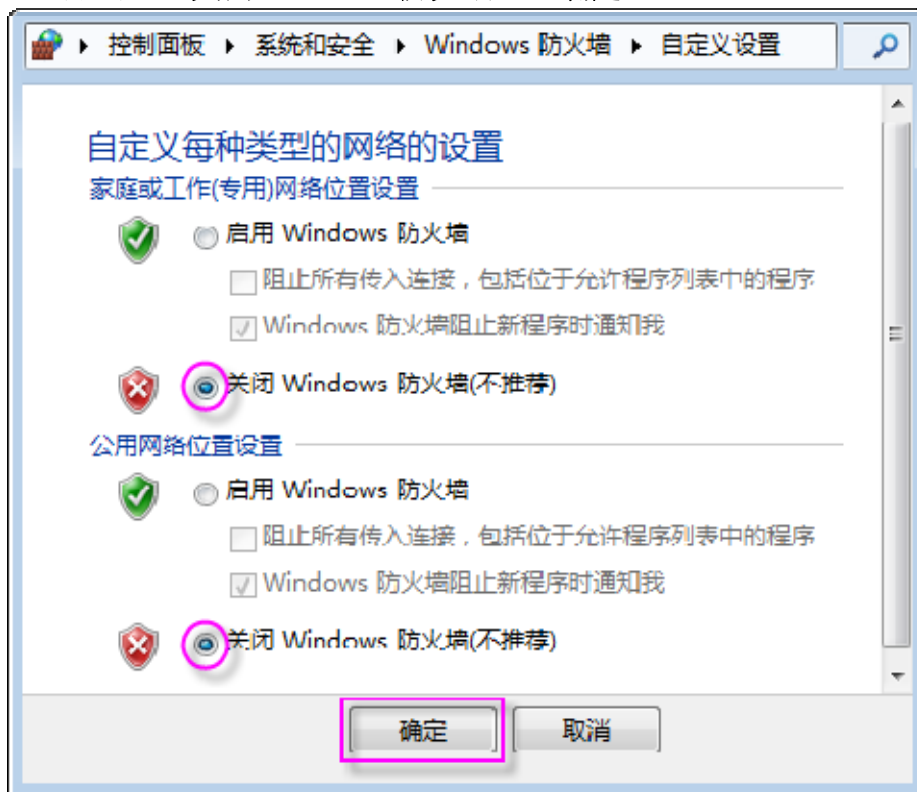 控制面板 ▸ 系统和安全 ▸ Windows 防火墙 ▸ 自定义设置
自定义每种类型的网络的设置
家庭或工作(专用)网络位置设置
启用 Windows 防火墙
阻止所有传入连接，包括位于允许程序列表中的程序
Windows 防火墙阻止新程序时通知我
关闭 Windows 防火墙(不推荐)
公用网络位置设置
启用 Windows 防火墙
阻止所有传入连接，包括位于允许程序列表中的程序
Windows 防火墙阻止新程序时通知我
关闭 Windows 防火墙(不推荐)
确定 取消